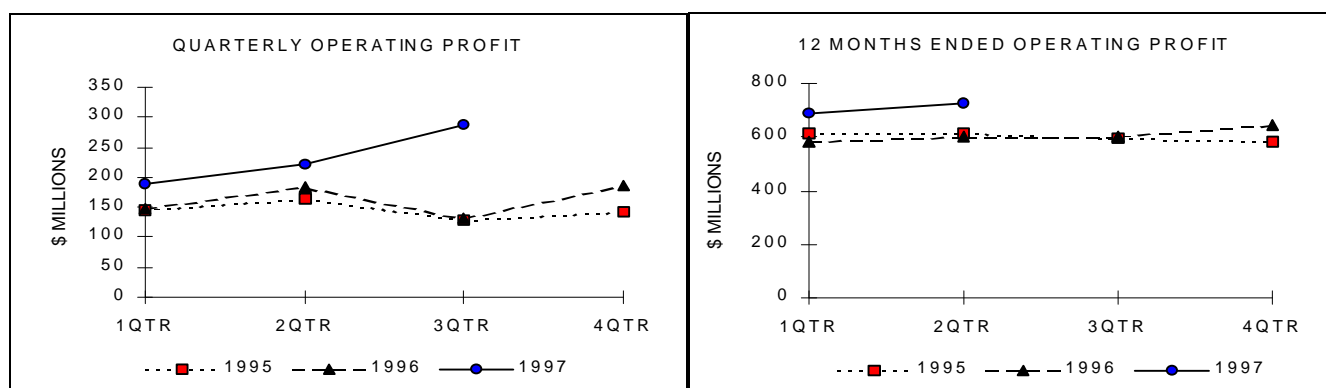 QUARTERLY OPERATING PROFIT
350
300
250
200
150
100
50
0
$ MILLIONS
1QTR 2QTR 3QTR 4QTR
1995 1996 1997
12 MONTHS ENDED OPERATING PROFIT
800
600
400
200
0
$ MILLIONS
1QTR 2QTR 3QTR 4QTR
1995 1996 1997